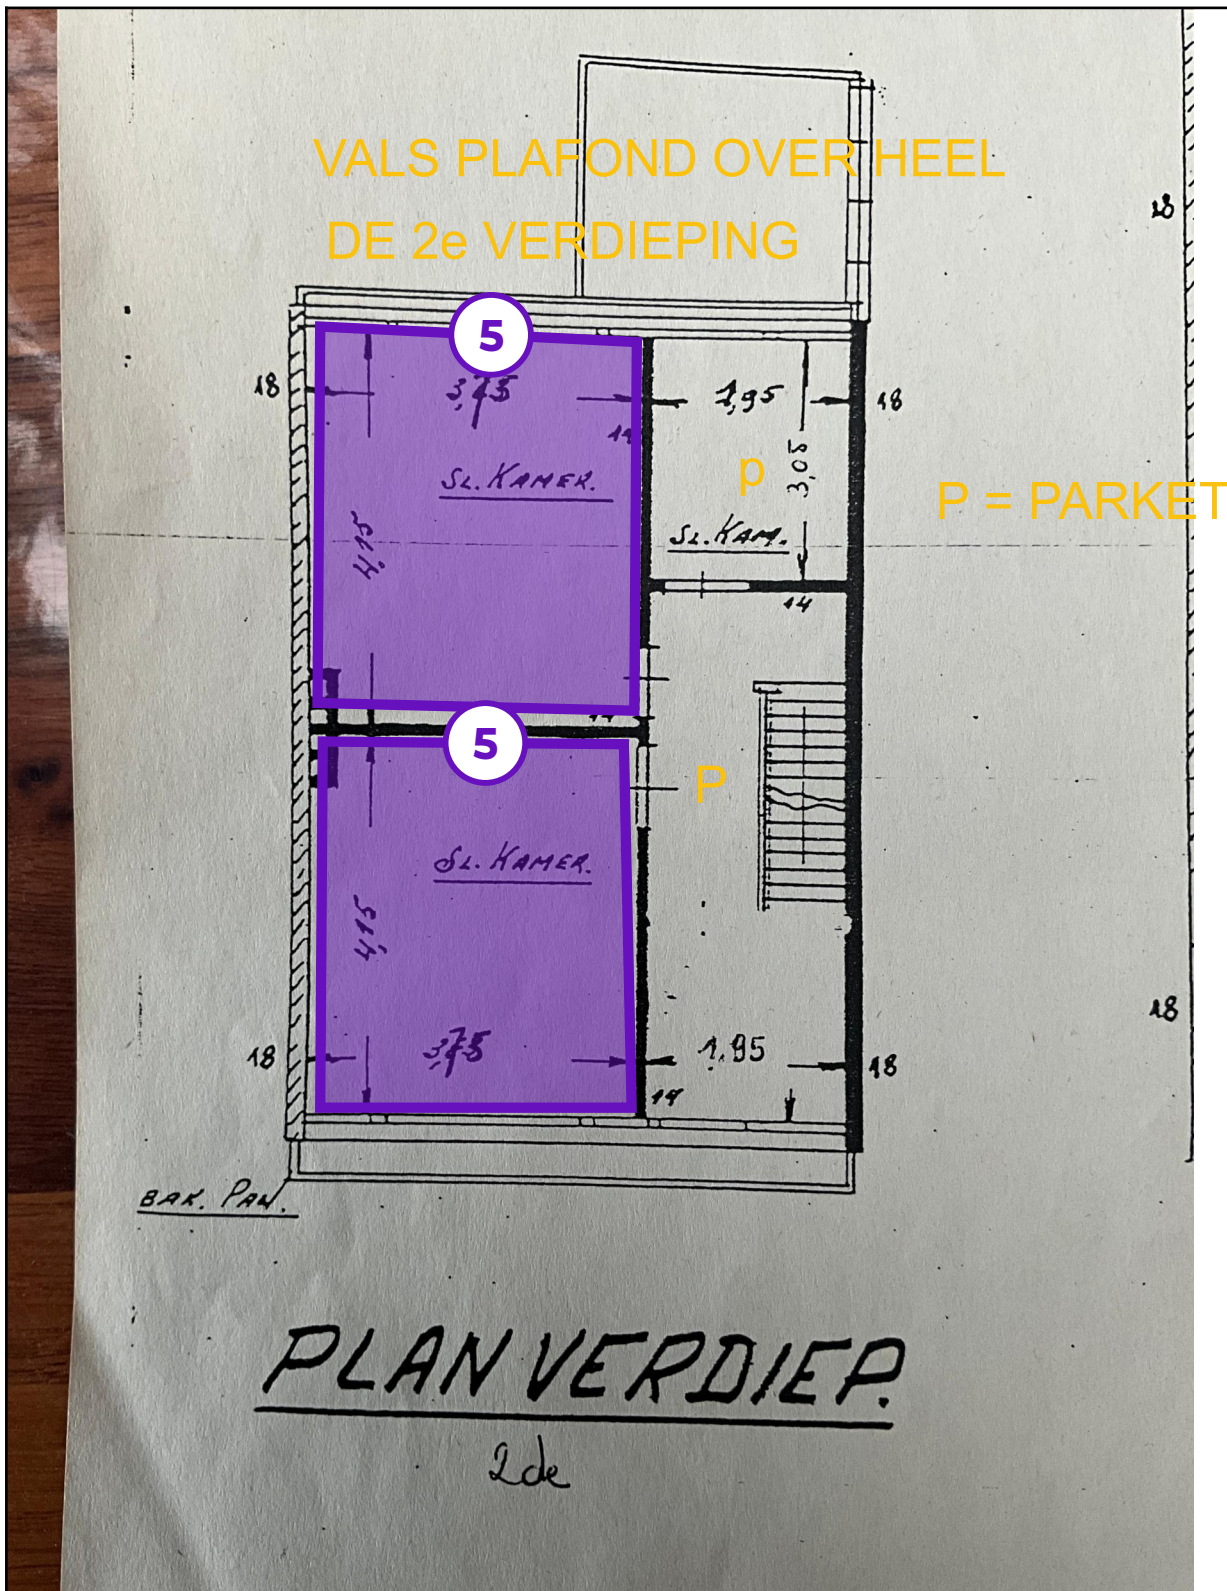 VALS PLAFOND OVER HEEL
DE 2e VERDIEPING
18
5
3,75
1,95
18
18
14
SL. KAMER.
p
3,05
P = PARKET
4,15
SL. KAM.
14
14
5
P
SL. KAMER.
4,15
18
18
3,75
1,95
18
14
BAK. PAN.
PLAN VERDIEP.
2de